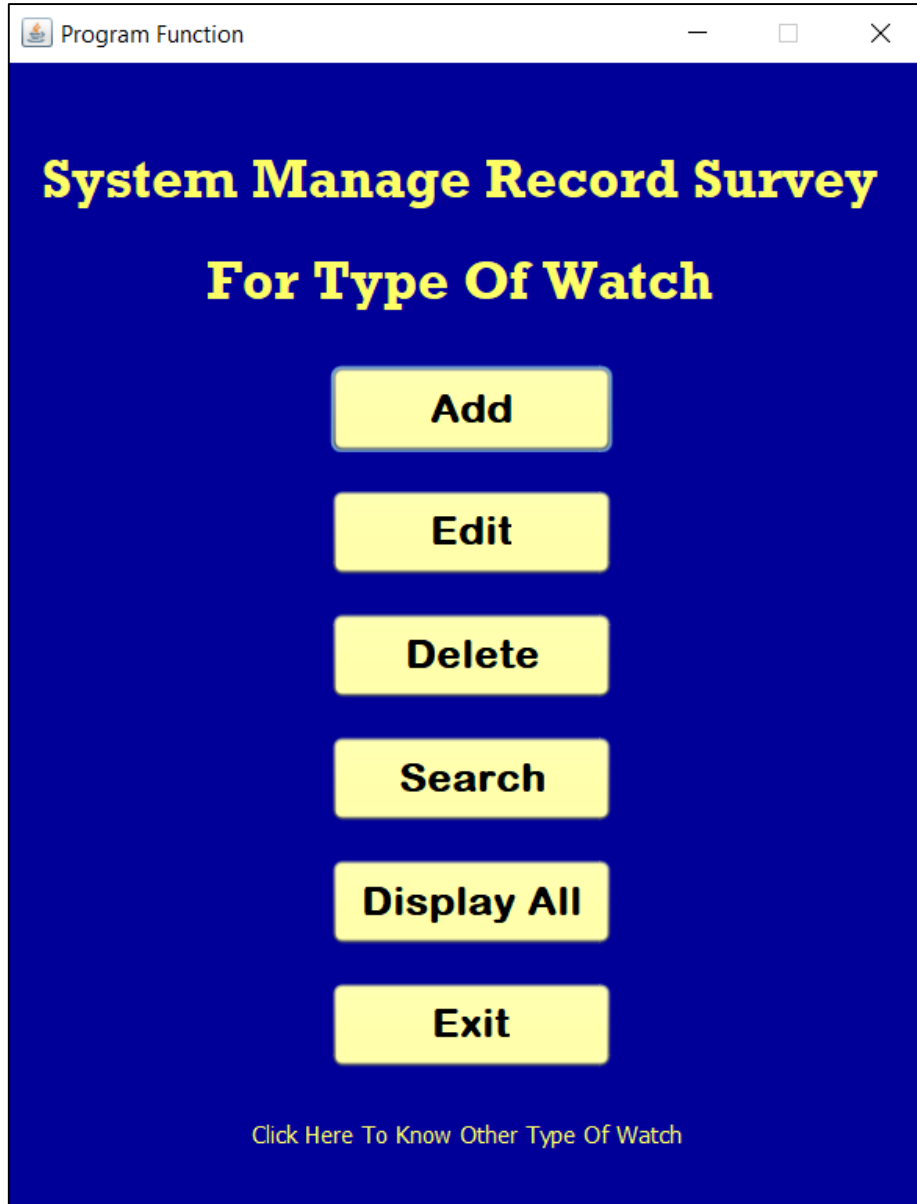 Program Function
System Manage Record Survey
For Type Of Watch
Add
Edit
Delete
Search
Display All
Exit
Click Here To Know Other Type Of Watch